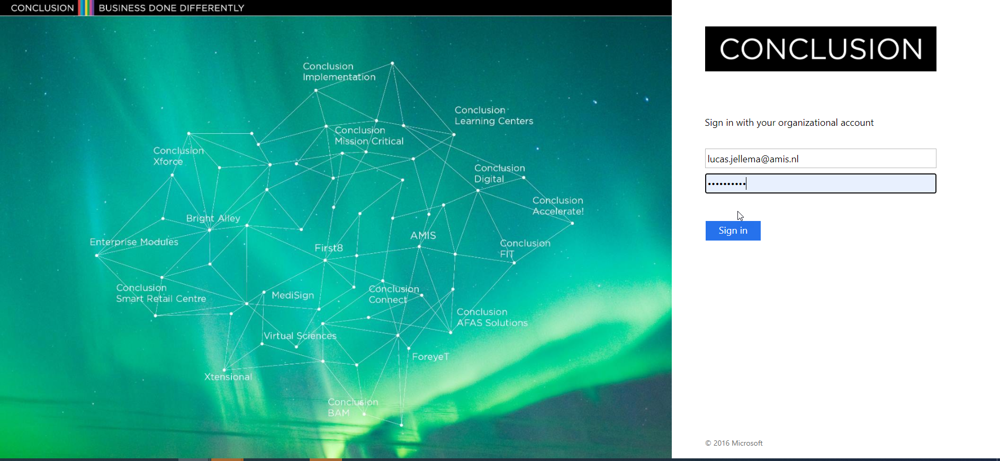 CONCLUSION BUSINESS DONE DIFFERENTLY
Conclusion
Implementation
Conclusion
Learning Centers
Conclusion
Mission Critical
Conclusion
Xforce
Conclusion
Digital
Conclusion
Accelerate!
Bright Alley
AMIS
Enterprise Modules
First8
Conclusion
FIT
Conclusion
Smart Retail Centre
MediSign
Conclusion
Connect
Conclusion
AFAS Solutions
Virtual Sciences
ForeyeT
Xtensional
Conclusion
BAM
CONCLUSION
Sign in with your organizational account
lucas.jellema@amis.nl
••••••••••
Sign in
© 2016 Microsoft